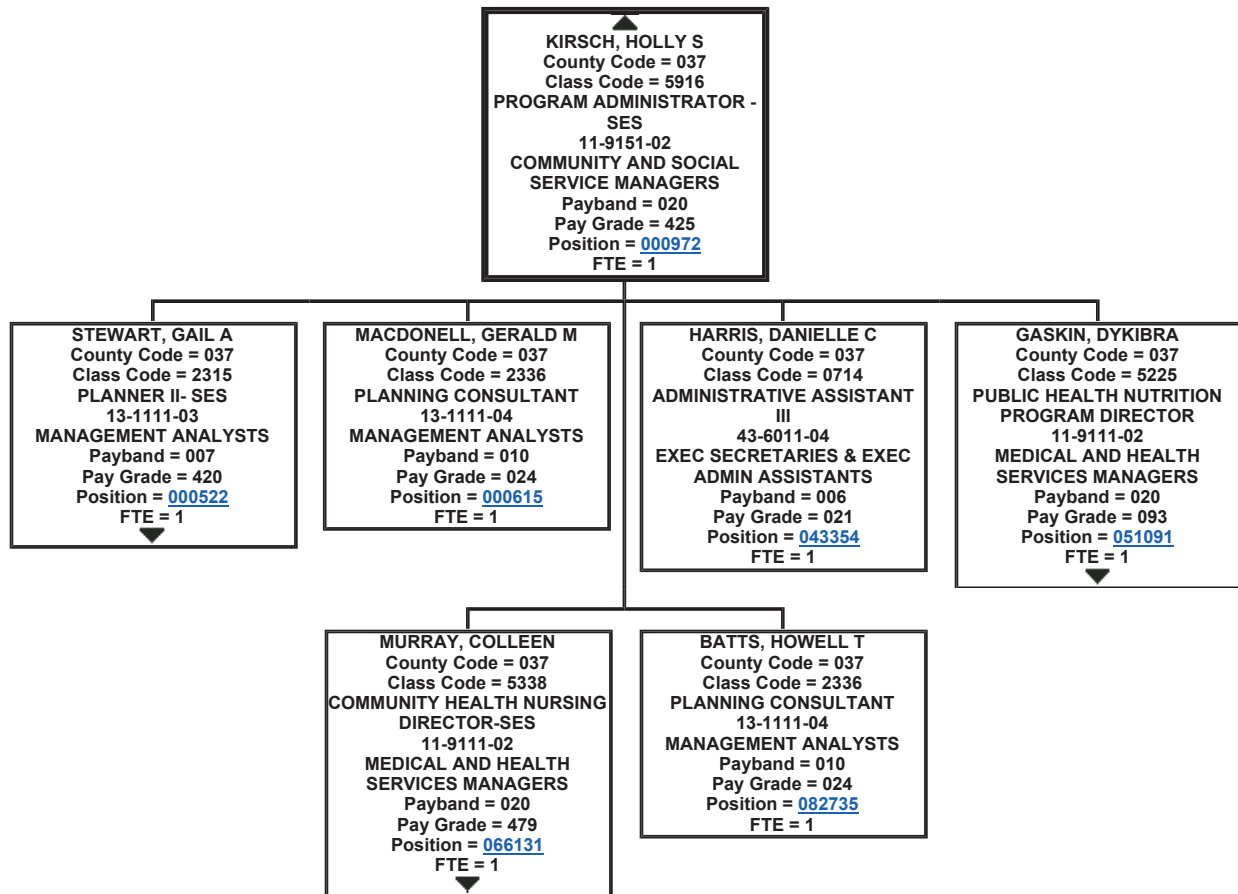 KIRSCH, HOLLY S
County Code = 037
Class Code = 5916
PROGRAM ADMINISTRATOR -
SES
11-9151-02
COMMUNITY AND SOCIAL
SERVICE MANAGERS
Payband = 020
Pay Grade = 425
Position = 000972
FTE = 1
STEWART, GAIL A
County Code = 037
Class Code = 2315
PLANNER II- SES
13-1111-03
MANAGEMENT ANALYSTS
Payband = 007
Pay Grade = 420
Position = 000522
FTE = 1
MACDONELL, GERALD M
County Code = 037
Class Code = 2336
PLANNING CONSULTANT
13-1111-04
MANAGEMENT ANALYSTS
Payband = 010
Pay Grade = 024
Position = 000615
FTE = 1
HARRIS, DANIELLE C
County Code = 037
Class Code = 0714
ADMINISTRATIVE ASSISTANT
III
43-6011-04
EXEC SECRETARIES & EXEC
ADMIN ASSISTANTS
Payband = 006
Pay Grade = 021
Position = 043354
FTE = 1
GASKIN, DYKIBRA
County Code = 037
Class Code = 5225
PUBLIC HEALTH NUTRITION
PROGRAM DIRECTOR
11-9111-02
MEDICAL AND HEALTH
SERVICES MANAGERS
Payband = 020
Pay Grade = 093
Position = 051091
FTE = 1
MURRAY, COLLEEN
County Code = 037
Class Code = 5338
COMMUNITY HEALTH NURSING
DIRECTOR-SES
11-9111-02
MEDICAL AND HEALTH
SERVICES MANAGERS
Payband = 020
Pay Grade = 479
Position = 066131
FTE = 1
BATTS, HOWELL T
County Code = 037
Class Code = 2336
PLANNING CONSULTANT
13-1111-04
MANAGEMENT ANALYSTS
Payband = 010
Pay Grade = 024
Position = 082735
FTE = 1